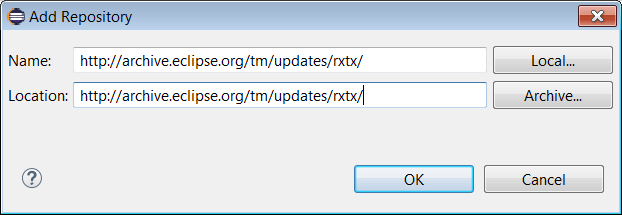 Add Repository
Name: http://archive.eclipse.org/tm/updates/rxtx/ Local...
Location: http://archive.eclipse.org/tm/updates/rxtx/ Archive...
? OK Cancel